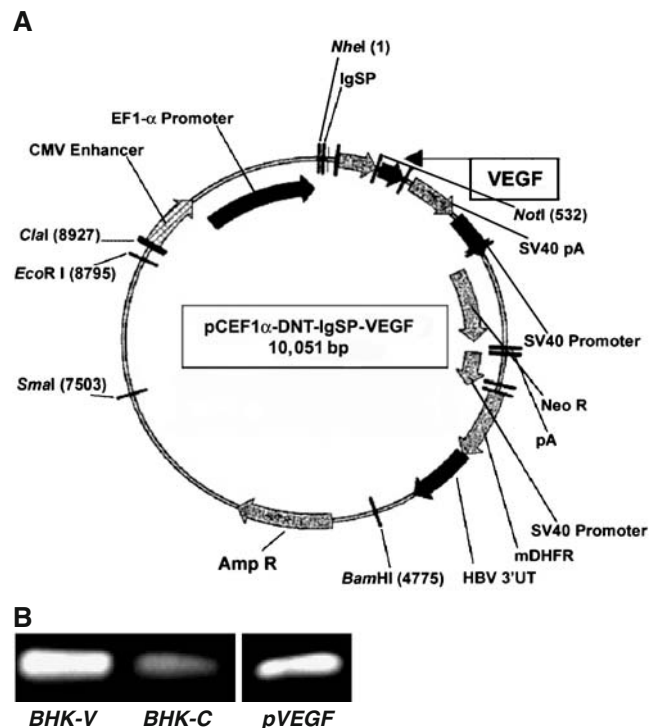 A
NheI (1)
IgSP
EF1-α Promoter
CMV Enhancer
VEGF
NotI (532)
ClaI (8927)
SV40 pA
EcoR I (8795)
pCEF1α-DNT-IgSP-VEGF
10,051 bp
SV40 Promoter
SmaI (7503)
Neo R
pA
SV40 Promoter
mDHFR
Amp R
BamHI (4775)
HBV 3'UT
B
BHK-V BHK-C pVEGF